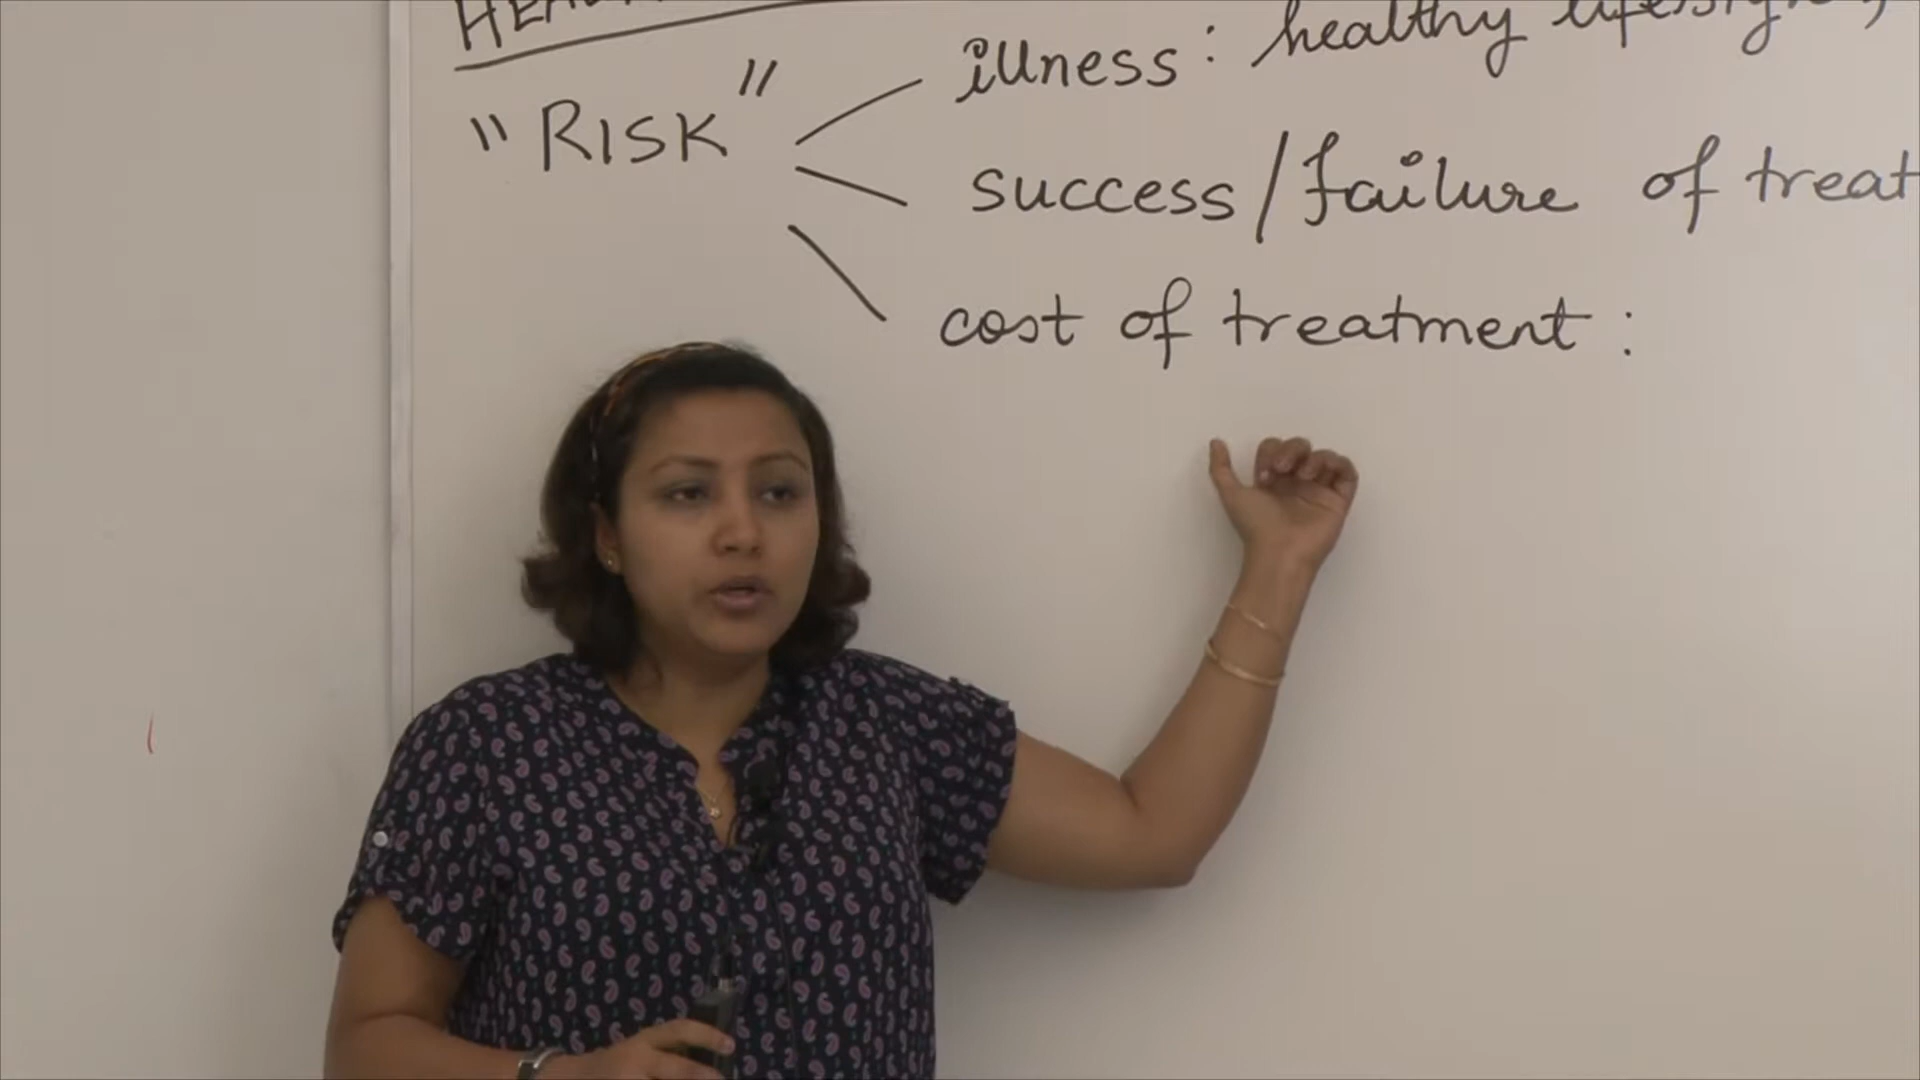 "RISK"
illness: healthy
success/failure of treat
cost of treatment: